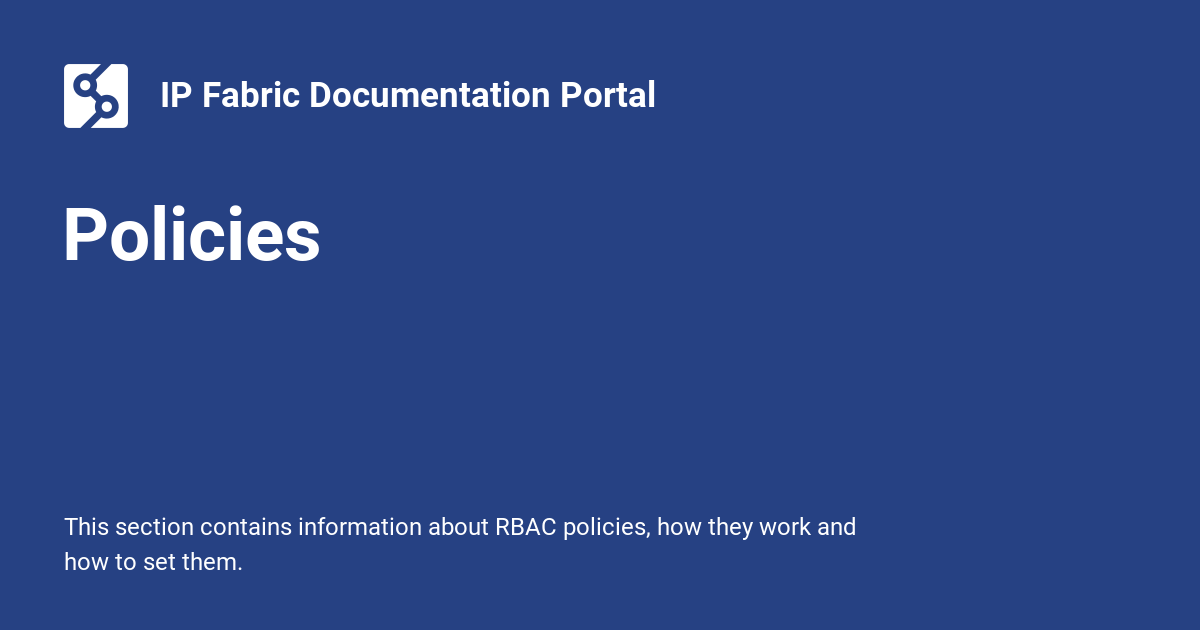 IP Fabric Documentation Portal
Policies
This section contains information about RBAC policies, how they work and
how to set them.